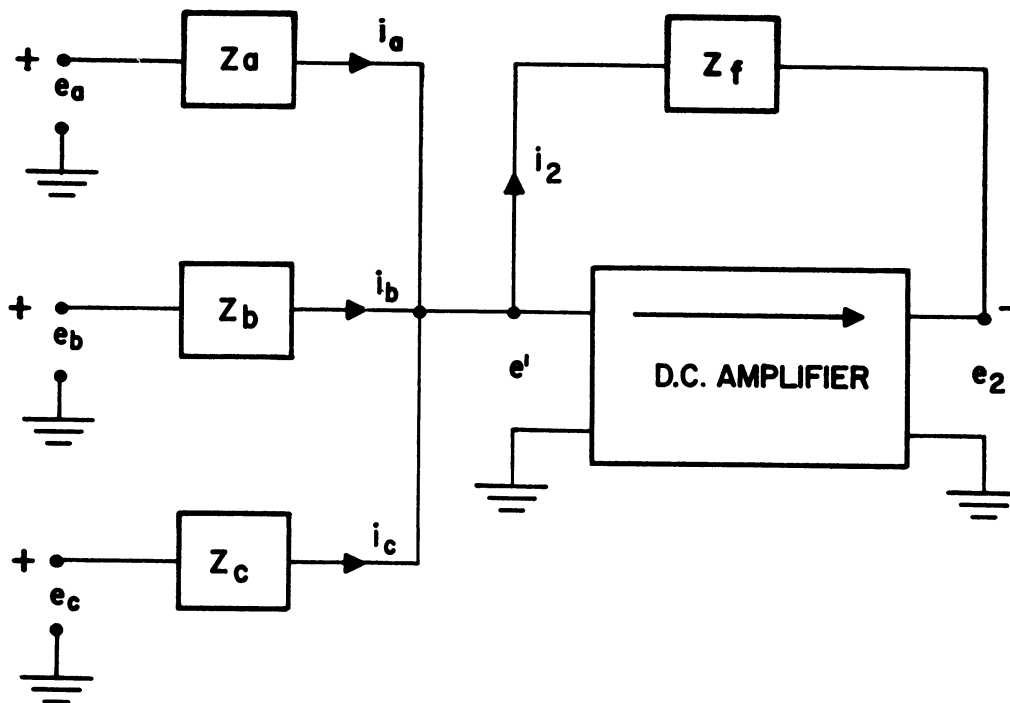 +
e_a
Z_a
i_a
Z_f
i_2
+
e_b
Z_b
i_b
e'
D.C. AMPLIFIER
-
e_2
+
e_c
Z_c
i_c